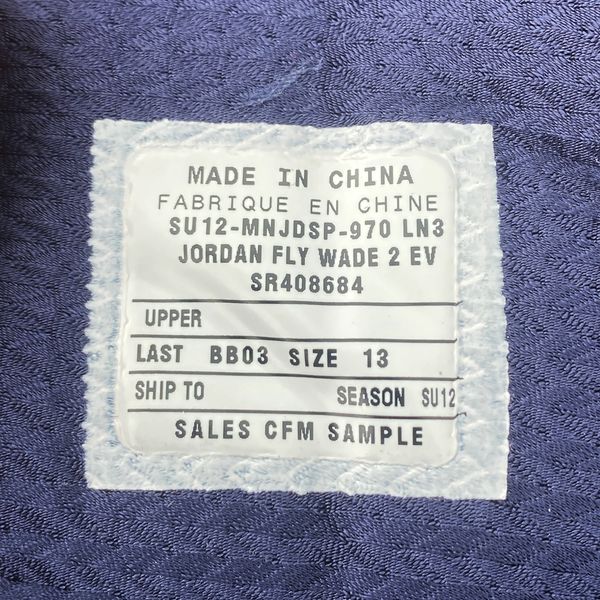 MADE IN CHINA
FABRIQUE EN CHINE
SU12-MNJDSP-970 LN3
JORDAN FLY WADE 2 EV
SR408684
UPPER
LAST BB03 SIZE 13
SHIP TO SEASON SU12
SALES CFM SAMPLE